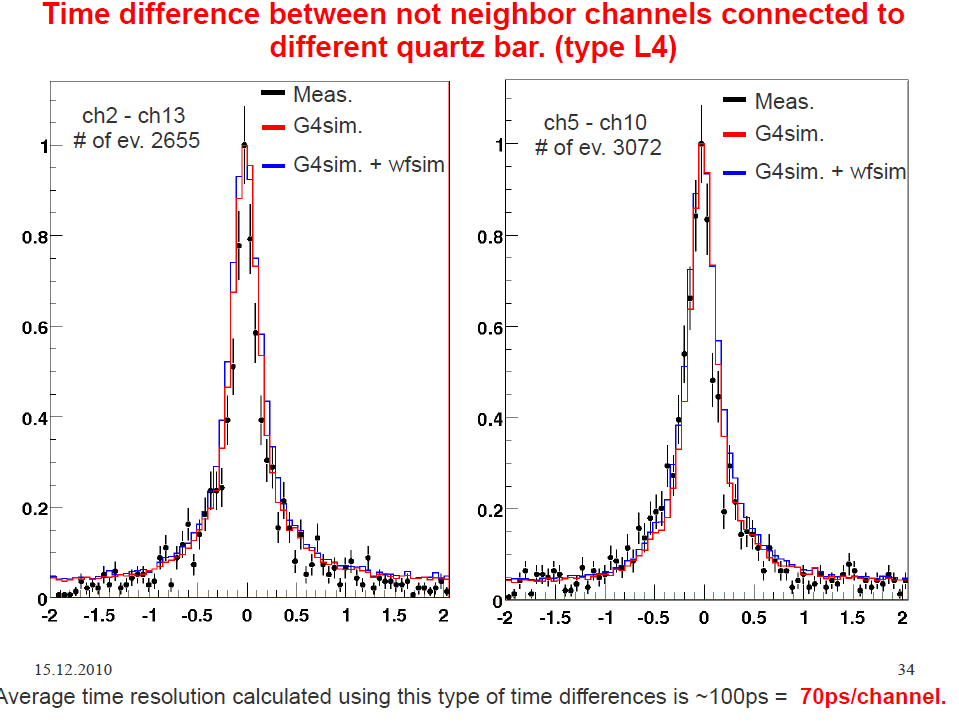 Time difference between not neighbor channels connected to
different quartz bar. (type L4)
ch2 - ch13
# of ev. 2655
Meas.
G4sim.
G4sim. + wfsim
1
0.8
0.6
0.4
0.2
0
-2 -1.5 -1 -0.5 0 0.5 1 1.5 2
ch5 - ch10
# of ev. 3072
Meas.
G4sim.
G4sim. + wfsim
1
0.8
0.6
0.4
0.2
0
-2 -1.5 -1 -0.5 0 0.5 1 1.5 2
15.12.2010
34
Average time resolution calculated using this type of time differences is ~100ps = 70ps/channel.